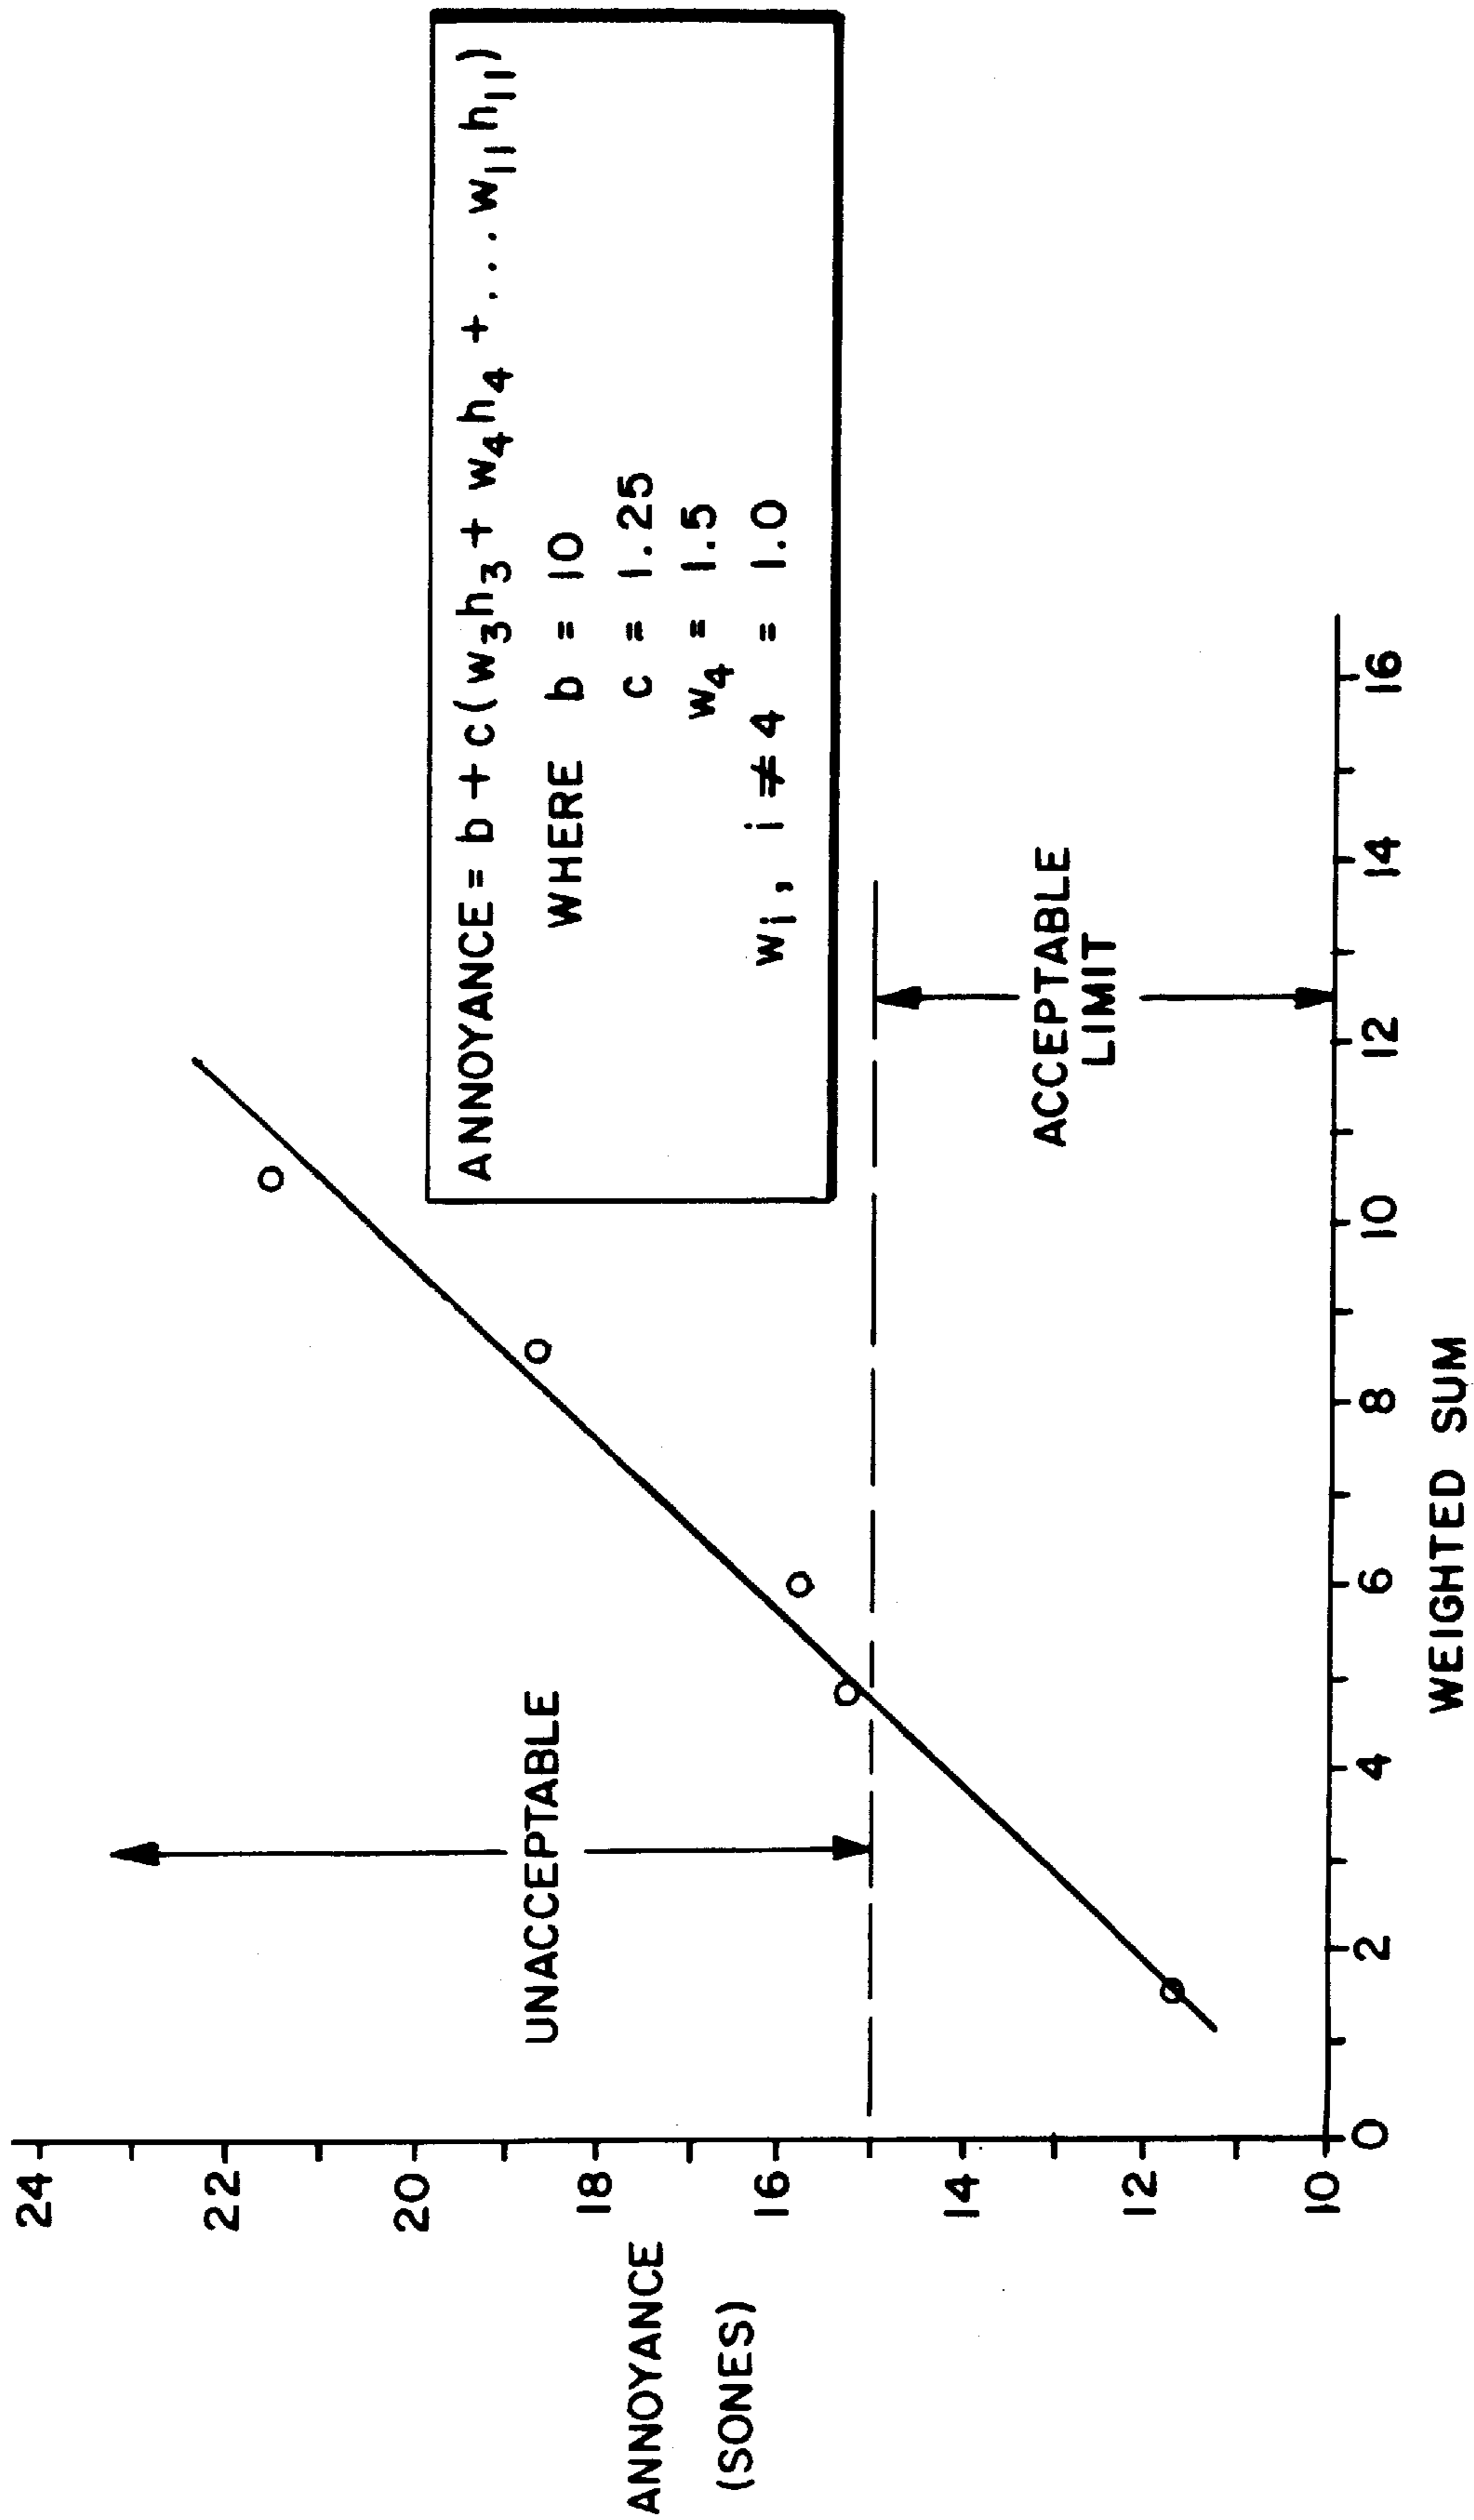 24
22
20
18
16
14
12
10
ANNOYANCE
(SONES)
UNACCEPTABLE
ANNOYANCE = b + c(w3h3 + w4h4 + ... w11h11)
WHERE b = 10
c = 1.25
w4 = 1.5
wi, i ≠ 4 = 1.0
ACCEPTABLE
LIMIT
0 2 4 6 8 10 12 14 16
WEIGHTED SUM